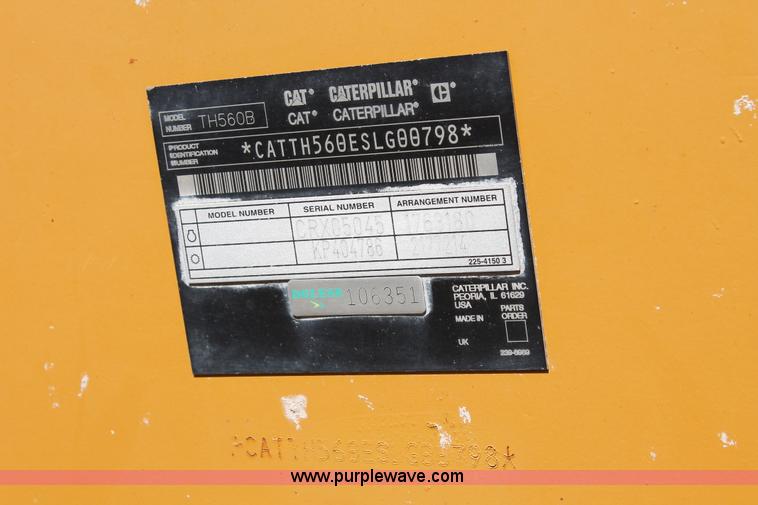 CAT® CATERPILLAR® C®
MODEL NUMBER TH560B CAT® CATERPILLAR®
PRODUCT IDENTIFICATION NUMBER *CATTH560ESLG00798*
MODEL NUMBER SERIAL NUMBER ARRANGEMENT NUMBER
CRX05045 1763180
KP404786 2177214
225-4150 3
106351
CATERPILLAR INC.
PEORIA, IL 61629
USA
PARTS ORDER
MADE IN
UK
*CATTH560ESLG00798*
www.purplewave.com